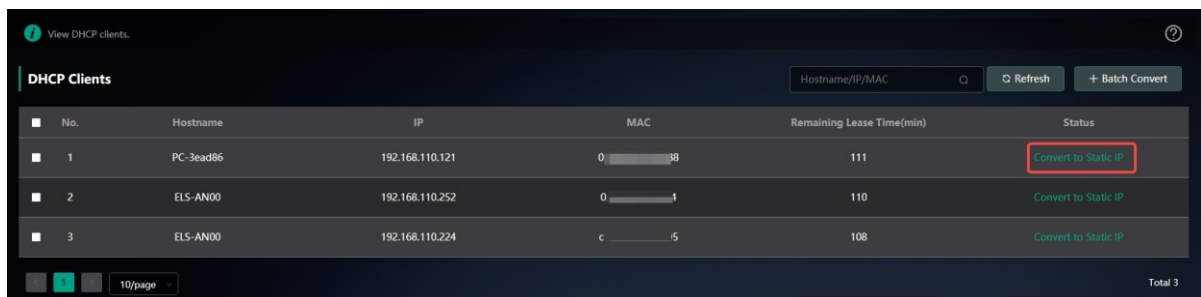 View DHCP clients.
DHCP Clients
Hostname/IP/MAC
Refresh
+ Batch Convert
No. Hostname IP MAC Remaining Lease Time(min) Status
1 PC-3ead86 192.168.110.121 111 Convert to Static IP
2 ELS-AN00 192.168.110.252 110 Convert to Static IP
3 ELS-AN00 192.168.110.224 108 Convert to Static IP
1 10/page Total 3